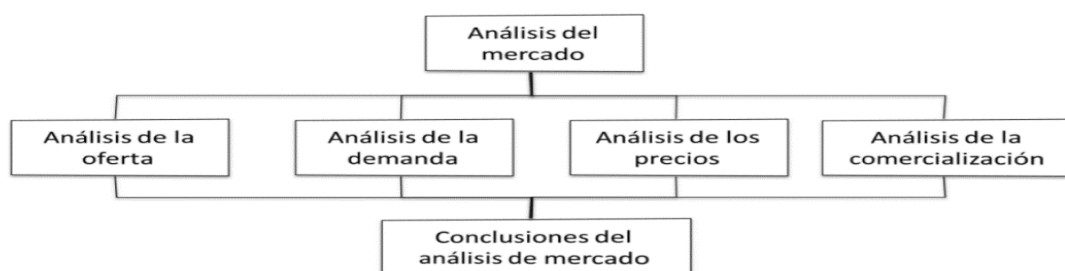 Análisis del
mercado
Análisis de la
oferta
Análisis de la
demanda
Análisis de los
precios
Análisis de la
comercialización
Conclusiones del
análisis de mercado